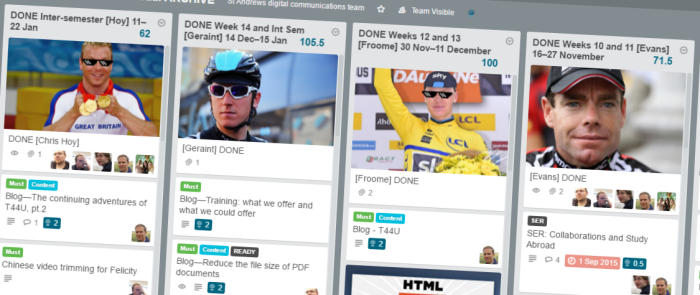 ARCHIVE
St Andrews digital communications team
Team Visible
DONE Inter-semester [Hoy] 11–
22 Jan
62
GREAT BRITAIN
DONE [Chris Hoy]
1
Must Content
Blog—The continuing adventures of
T44U, pt.2
1 2
Must
Chinese video trimming for Felicity
DONE Week 14 and Int Sem
[Geraint] 14 Dec–15 Jan
105.5
[Geraint] DONE
1
Must Content
Blog—Training: what we offer and
what we could offer
2
Must Content READY
Blog—Reduce the file size of PDF
documents
2
DONE Weeks 12 and 13
[Froome] 30 Nov–11 December
100
LCL
LCL
sky
[Froome] DONE
2
Must Content
Blog - T44U
2
HTML
DONE Weeks 10 and 11 [Evans]
16–27 November
71.5
[Evans] DONE
2
SER
SER: Collaborations and Study
Abroad
4 1 Sep 2015 0.5